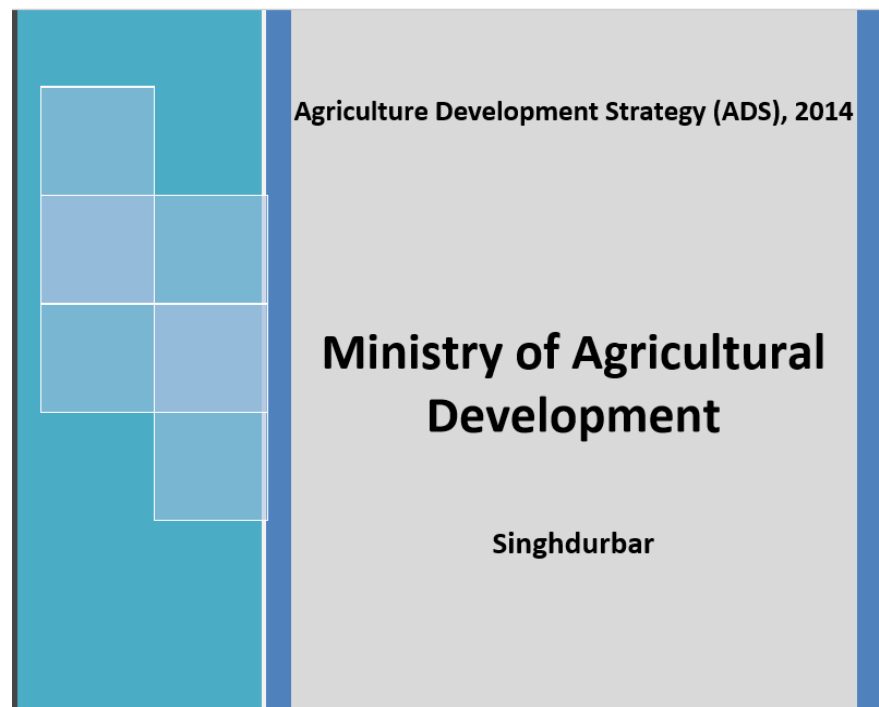 Agriculture Development Strategy (ADS), 2014
Ministry of Agricultural
Development
Singhdurbar